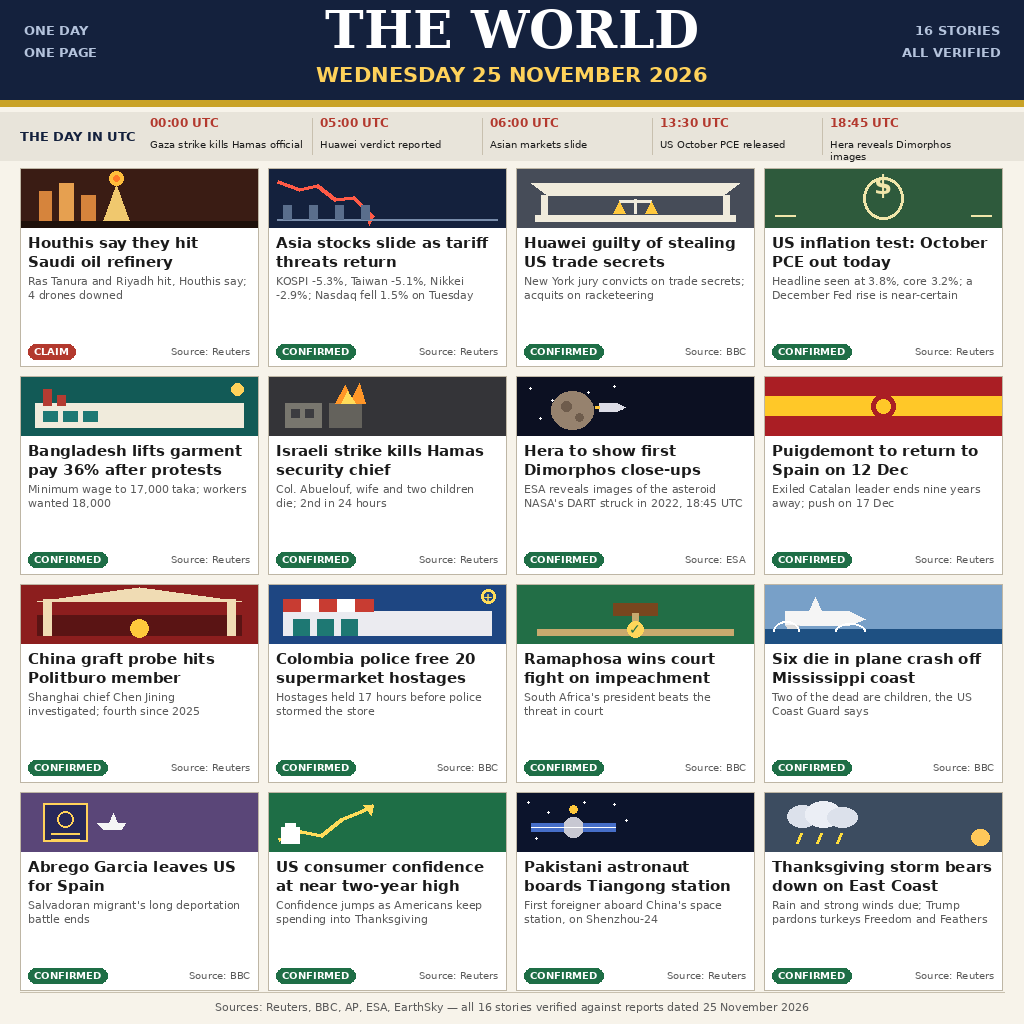 ONE DAY
ONE PAGE
THE WORLD
WEDNESDAY 25 NOVEMBER 2026
16 STORIES
ALL VERIFIED
THE DAY IN UTC
00:00 UTC
Gaza strike kills Hamas official
05:00 UTC
Huawei verdict reported
06:00 UTC
Asian markets slide
13:30 UTC
US October PCE released
18:45 UTC
Hera reveals Dimorphos
images
Houthis say they hit
Saudi oil refinery
Ras Tanura and Riyadh hit, Houthis say;
4 drones downed
CLAIM
Source: Reuters
Asia stocks slide as tariff
threats return
KOSPI -5.3%, Taiwan -5.1%, Nikkei
-2.9%; Nasdaq fell 1.5% on Tuesday
CONFIRMED
Source: Reuters
Huawei guilty of stealing
US trade secrets
New York jury convicts on trade secrets;
acquits on racketeering
CONFIRMED
Source: BBC
$
US inflation test: October
PCE out today
Headline seen at 3.8%, core 3.2%; a
December Fed rise is near-certain
CONFIRMED
Source: Reuters
Bangladesh lifts garment
pay 36% after protests
Minimum wage to 17,000 taka; workers
wanted 18,000
CONFIRMED
Source: Reuters
Israeli strike kills Hamas
security chief
Col. Abuelouf, wife and two children
die; 2nd in 24 hours
CONFIRMED
Source: Reuters
Hera to show first
Dimorphos close-ups
ESA reveals images of the asteroid
NASA's DART struck in 2022, 18:45 UTC
CONFIRMED
Source: ESA
Puigdemont to return to
Spain on 12 Dec
Exiled Catalan leader ends nine years
away; push on 17 Dec
CONFIRMED
Source: Reuters
China graft probe hits
Politburo member
Shanghai chief Chen Jining
investigated; fourth since 2025
CONFIRMED
Source: Reuters
Colombia police free 20
supermarket hostages
Hostages held 17 hours before police
stormed the store
CONFIRMED
Source: BBC
Ramaphosa wins court
fight on impeachment
South Africa's president beats the
threat in court
CONFIRMED
Source: BBC
Six die in plane crash off
Mississippi coast
Two of the dead are children, the US
Coast Guard says
CONFIRMED
Source: BBC
Abrego Garcia leaves US
for Spain
Salvadoran migrant's long deportation
battle ends
CONFIRMED
Source: BBC
US consumer confidence
at near two-year high
Confidence jumps as Americans keep
spending into Thanksgiving
CONFIRMED
Source: Reuters
Pakistani astronaut
boards Tiangong station
First foreigner aboard China's space
station, on Shenzhou-24
CONFIRMED
Source: Reuters
Thanksgiving storm bears
down on East Coast
Rain and strong winds due; Trump
pardons turkeys Freedom and Feathers
CONFIRMED
Source: Reuters
Sources: Reuters, BBC, AP, ESA, EarthSky — all 16 stories verified against reports dated 25 November 2026